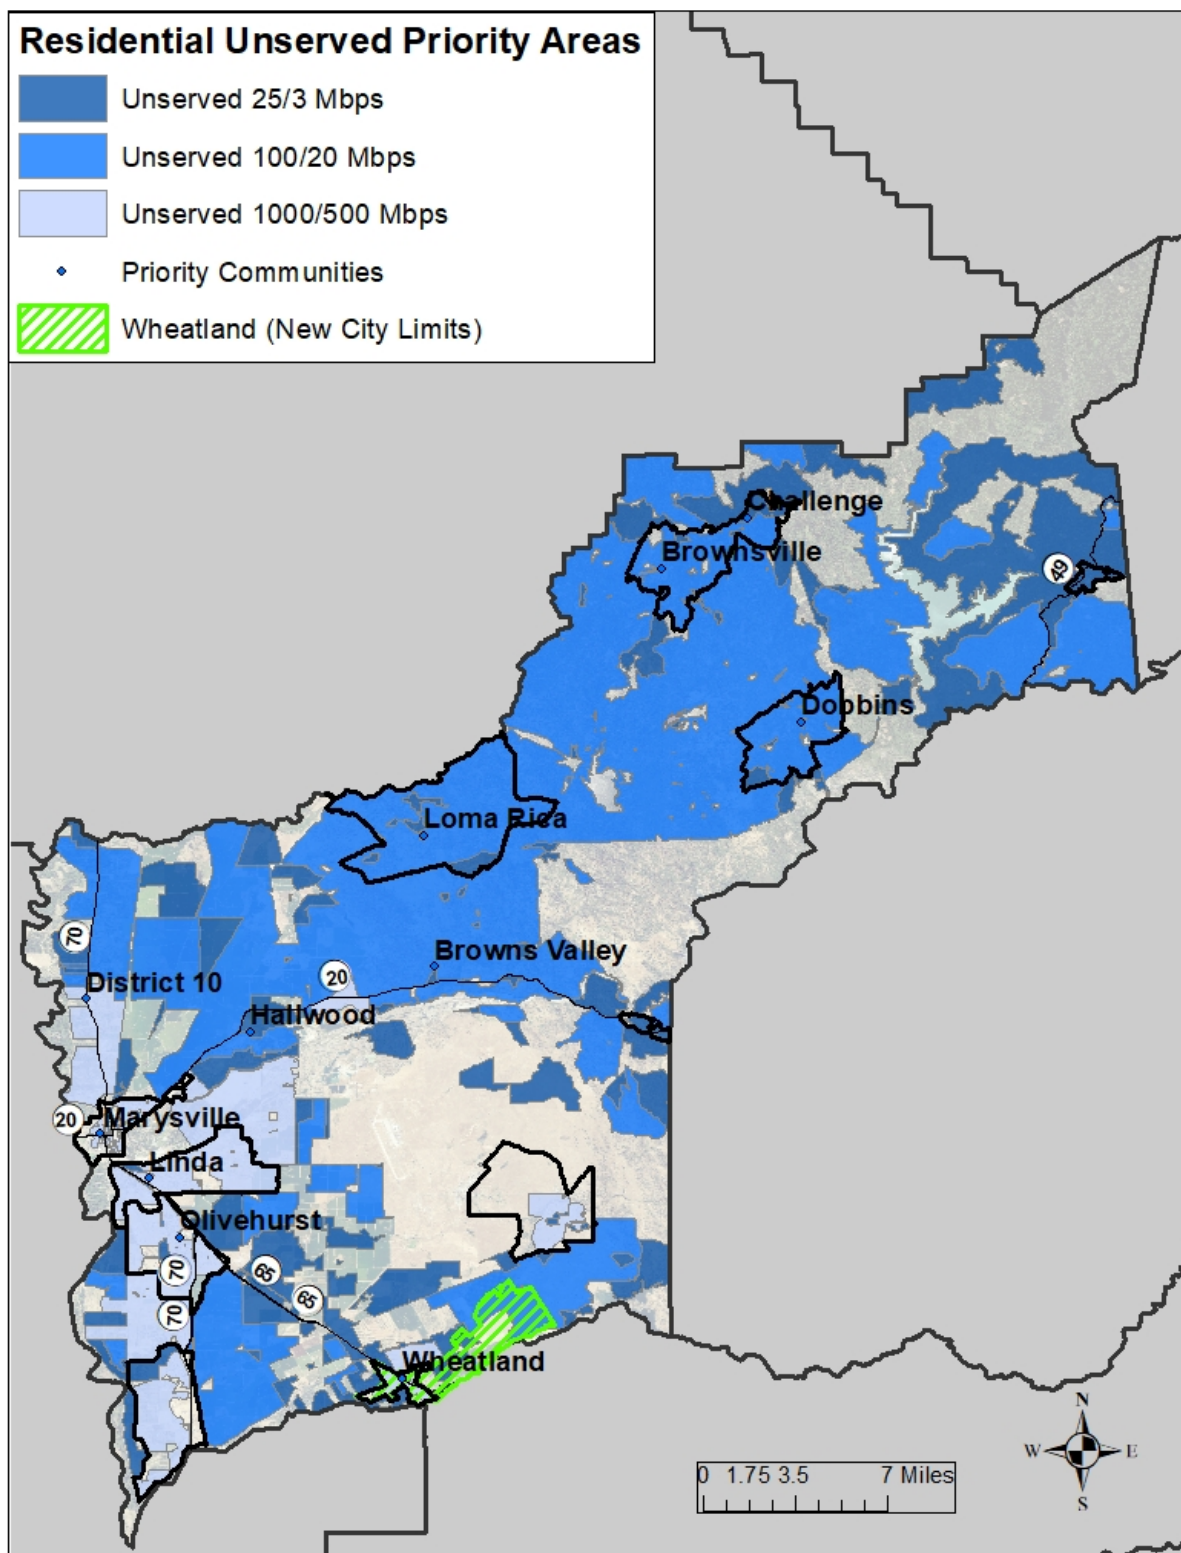 Residential Unserved Priority Areas
Unserved 25/3 Mbps
Unserved 100/20 Mbps
Unserved 1000/500 Mbps
Priority Communities
Wheatland (New City Limits)
Challenge
Brownsville
49
Dobbins
Loma Rica
70
Browns Valley
District 10
20
Hallwood
20
Marysville
Linda
Olivehurst
70
65
65
70
Wheatland
N
W E
S
0 1.75 3.5 7 Miles